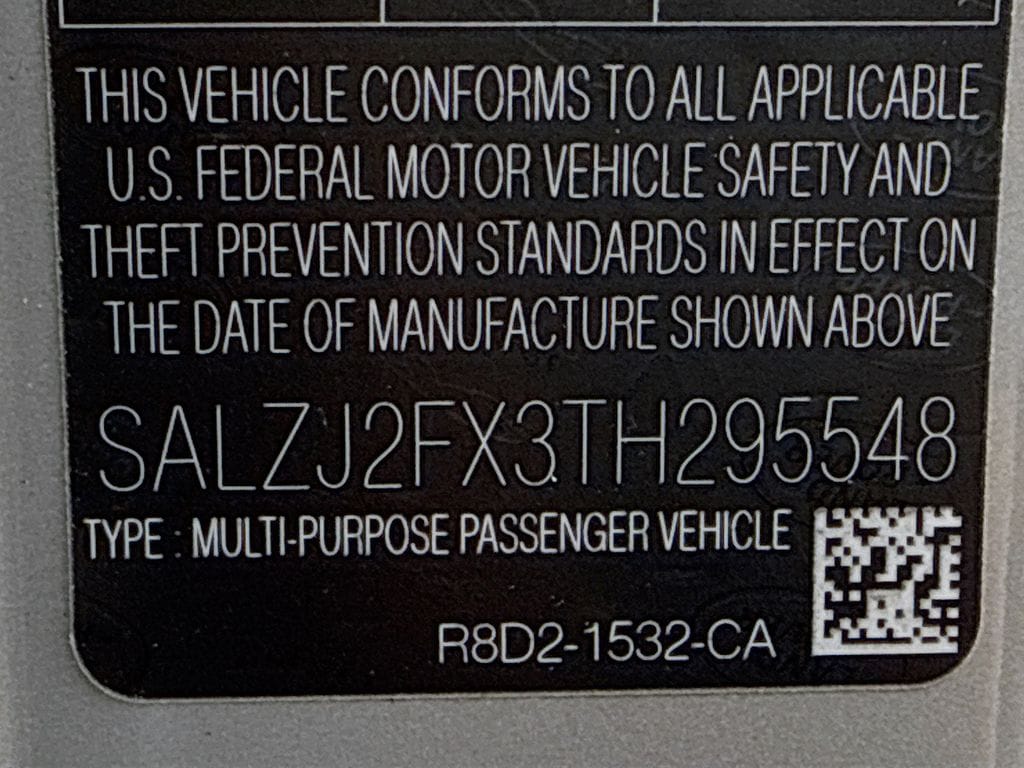 THIS VEHICLE CONFORMS TO ALL APPLICABLE
U.S. FEDERAL MOTOR VEHICLE SAFETY AND
THEFT PREVENTION STANDARDS IN EFFECT ON
THE DATE OF MANUFACTURE SHOWN ABOVE
SALZJ2FX3TH295548
TYPE : MULTI-PURPOSE PASSENGER VEHICLE
R8D2-1532-CA